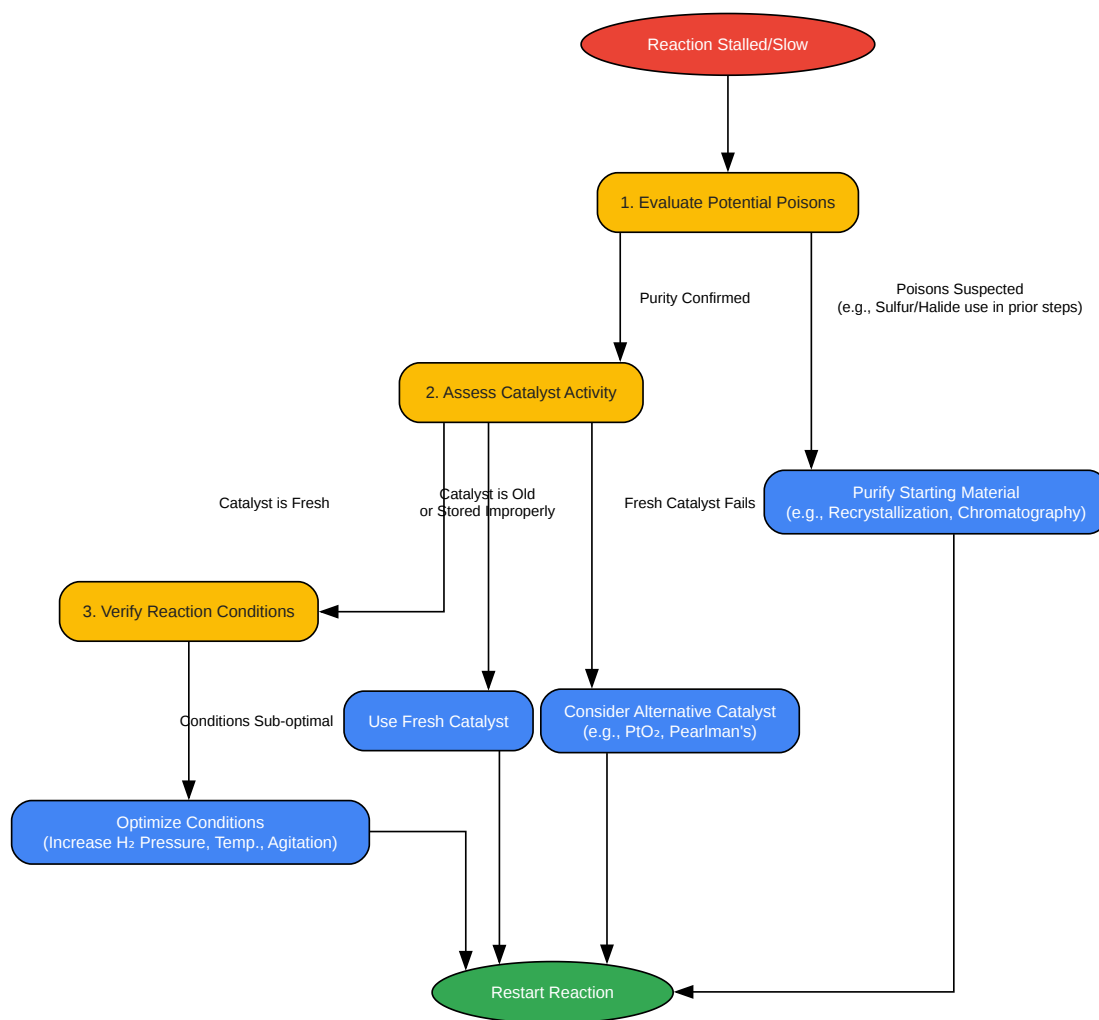 Reaction Stalled/Slow
1. Evaluate Potential Poisons
Purity Confirmed
Poisons Suspected
(e.g., Sulfur/Halide use in prior steps)
2. Assess Catalyst Activity
Catalyst is Fresh
Catalyst is Old
or Stored Improperly
Fresh Catalyst Fails
Purify Starting Material
(e.g., Recrystallization, Chromatography)
3. Verify Reaction Conditions
Conditions Sub-optimal
Use Fresh Catalyst
Consider Alternative Catalyst
(e.g., PtO₂, Pearlman's)
Optimize Conditions
(Increase H₂ Pressure, Temp., Agitation)
Restart Reaction